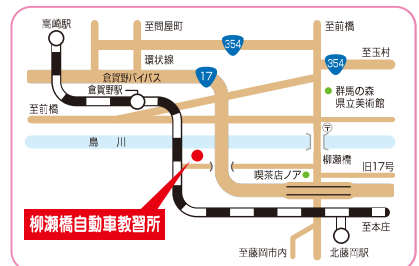 高崎駅
至問屋町
354
至前橋
至玉村
環状線
17
354
倉賀野バイパス
倉賀野駅
群馬の森
県立美術館
至前橋
〒
烏川
柳瀬橋
旧17号
喫茶店ノア
柳瀬橋自動車教習所
至本庄
至藤岡市内
北藤岡駅